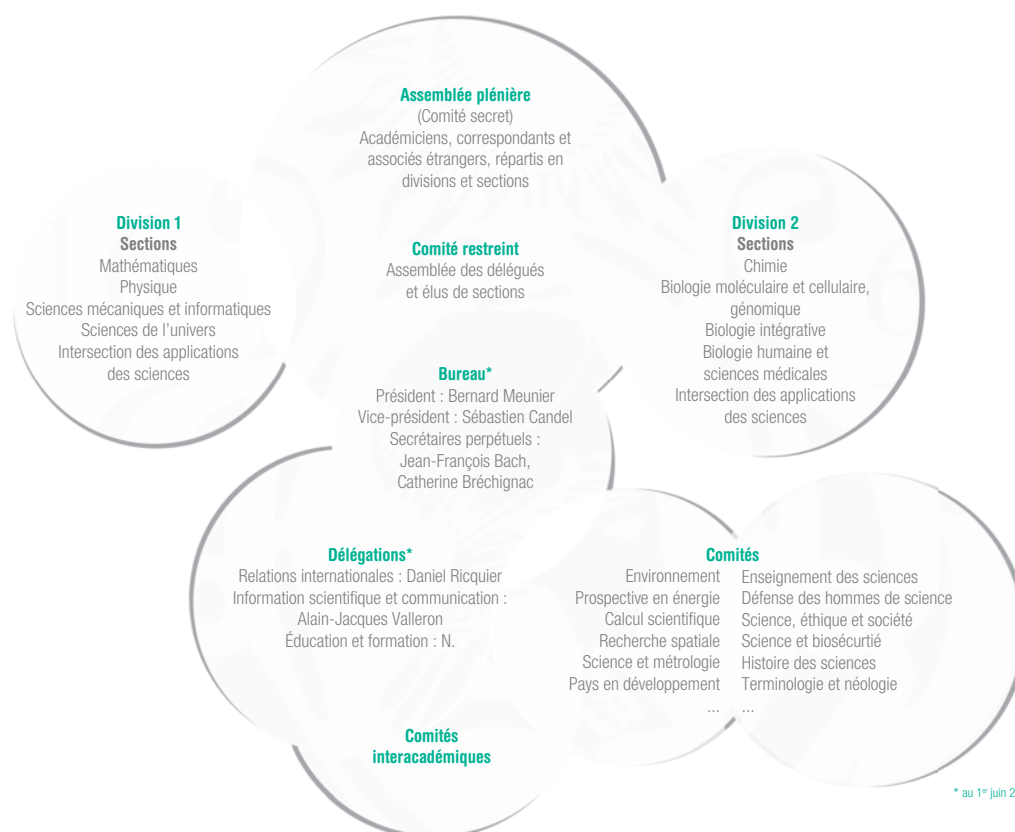 Assemblée plénière
(Comité secret)
Académiciens, correspondants et
associés étrangers, répartis en
divisions et sections
Division 1
Sections
Mathématiques
Physique
Sciences mécaniques et informatiques
Sciences de l'univers
Intersection des applications
des sciences
Comité restreint
Assemblée des délégués
et élus de sections
Division 2
Sections
Chimie
Biologie moléculaire et cellulaire,
génomique
Biologie intégrative
Biologie humaine et
sciences médicales
Intersection des applications
des sciences
Bureau*
Président : Bernard Meunier
Vice-président : Sébastien Candel
Secrétaires perpétuels :
Jean-François Bach,
Catherine Bréchignac
Délégations*
Relations internationales : Daniel Ricquier
Information scientifique et communication :
Alain-Jacques Valleron
Éducation et formation : N.
Comités
Environnement
Prospective en énergie
Calcul scientifique
Recherche spatiale
Science et métrologie
Pays en développement
...
Enseignement des sciences
Défense des hommes de science
Science, éthique et société
Science et biosécurtié
Histoire des sciences
Terminologie et néologie
...
Comités
interacadémiques
* au 1er juin 2